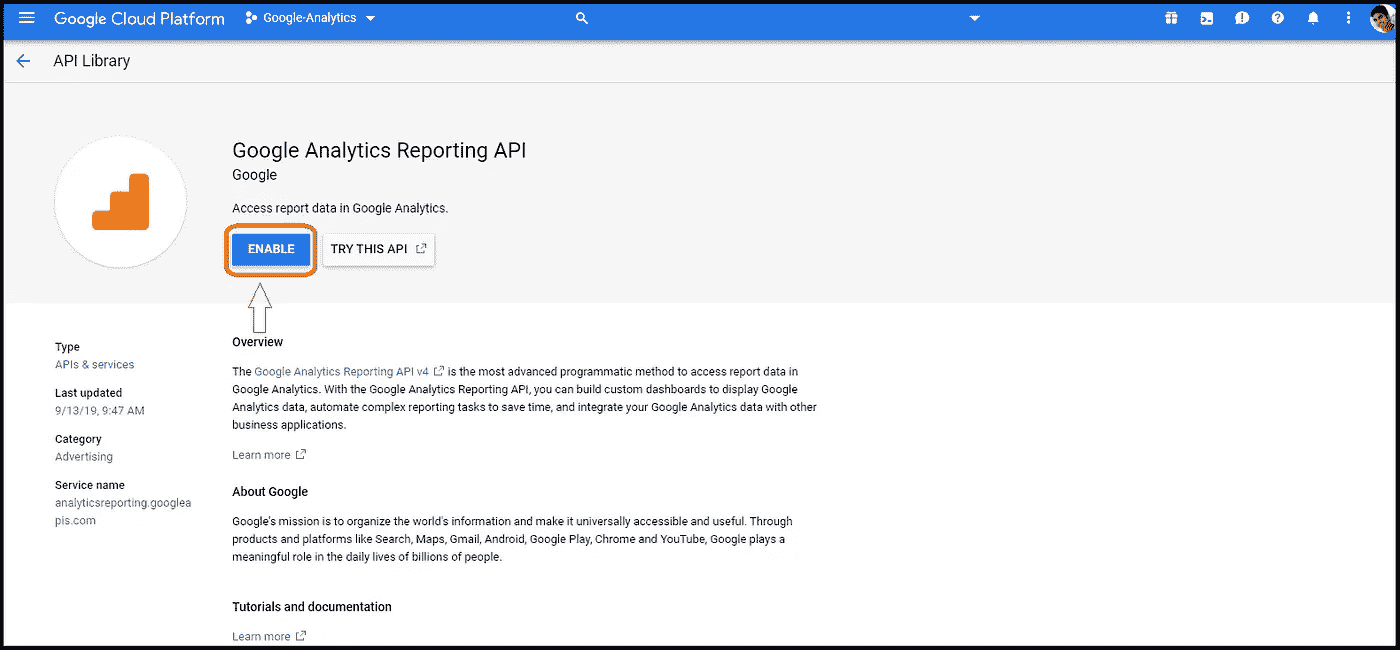 Google Cloud Platform
Google-Analytics
API Library
Google Analytics Reporting API
Google
Access report data in Google Analytics.
ENABLE
TRY THIS API
Type
APIs & services
Last updated
9/13/19, 9:47 AM
Category
Advertising
Service name
analyticsreporting.googlea
pis.com
Overview
The Google Analytics Reporting API v4 is the most advanced programmatic method to access report data in
Google Analytics. With the Google Analytics Reporting API, you can build custom dashboards to display Google
Analytics data, automate complex reporting tasks to save time, and integrate your Google Analytics data with other
business applications.
Learn more
About Google
Google's mission is to organize the world's information and make it universally accessible and useful. Through
products and platforms like Search, Maps, Gmail, Android, Google Play, Chrome and YouTube, Google plays a
meaningful role in the daily lives of billions of people.
Tutorials and documentation
Learn more